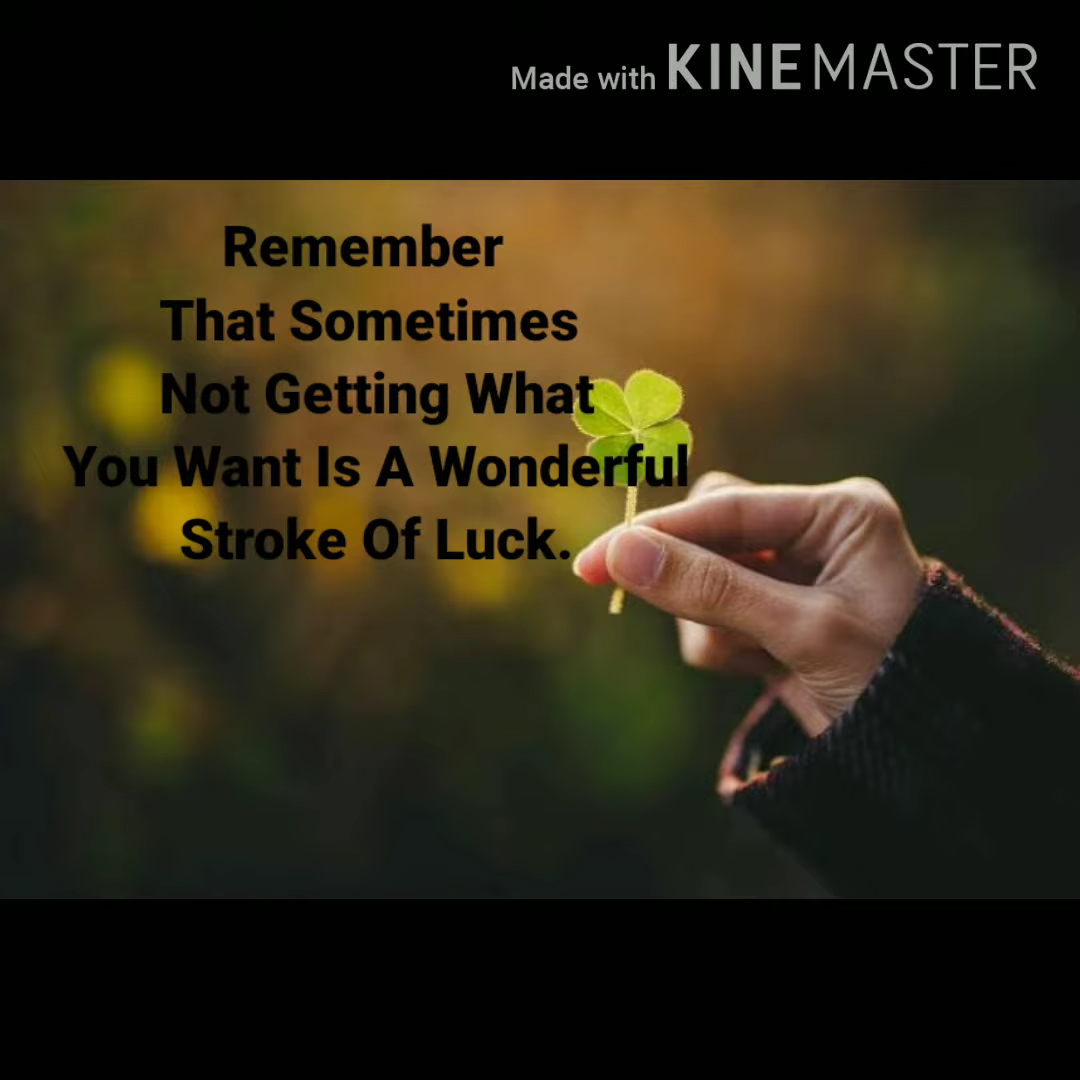 Made with KINEMASTER
Remember
That Sometimes
Not Getting What
You Want Is A Wonderful
Stroke Of Luck.